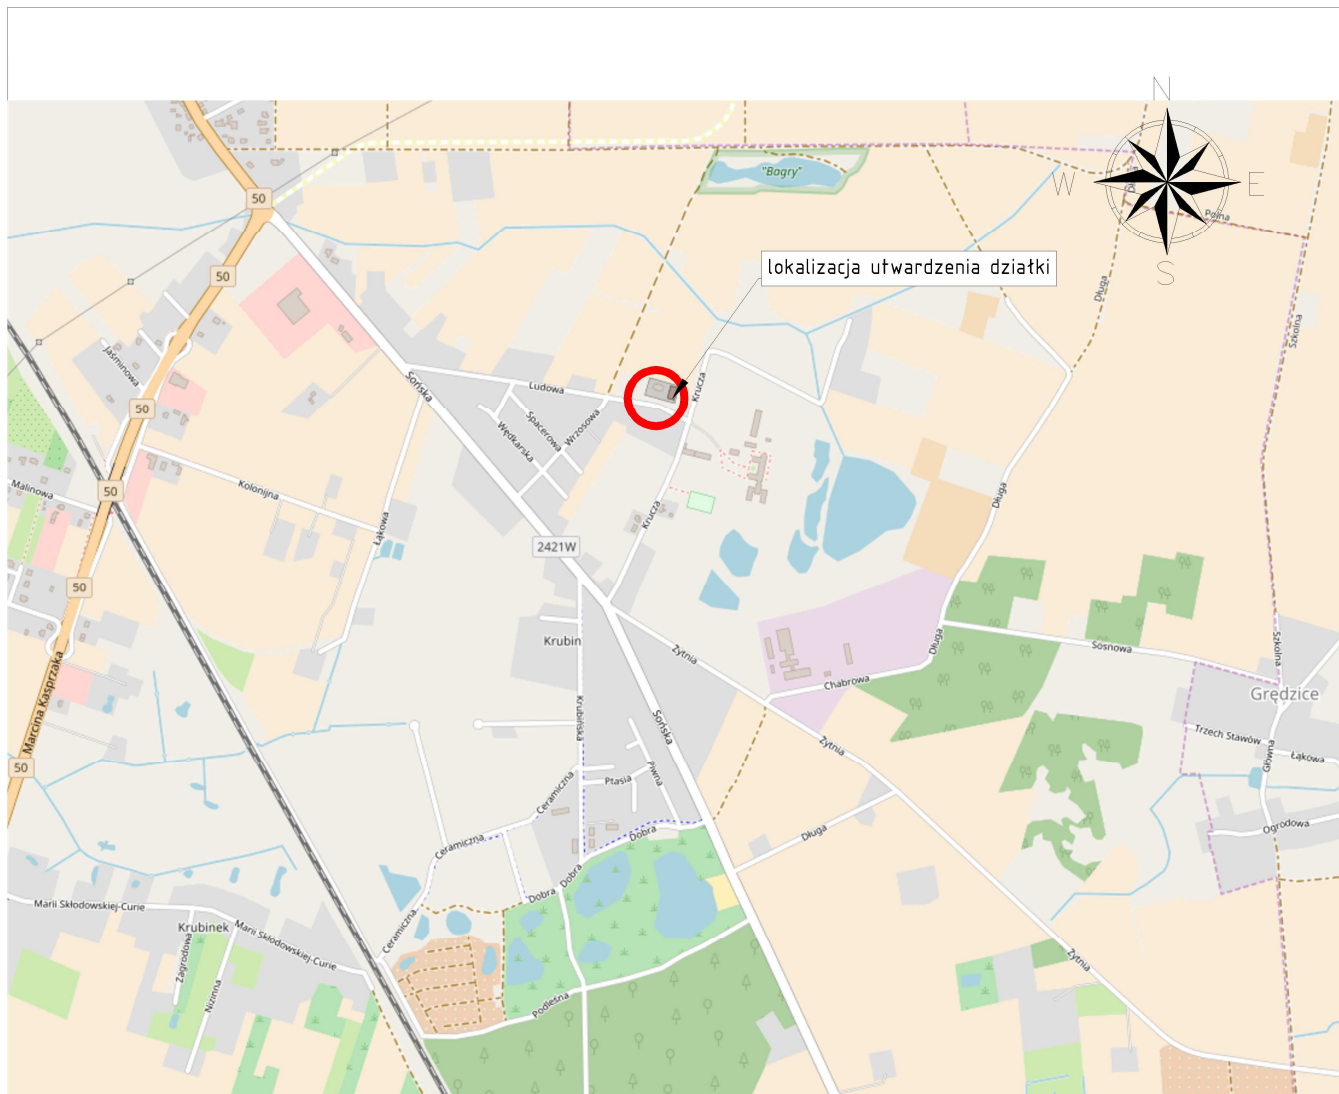 N
"Bagry"
W
E
50
Polna
S
lokalizacja utwardzenia działki
50
Długa
Szkolna
Jaśminowa
Sońska
Ludowa
Krucza
50
Spacerowa
Wrzosowa
Wędkarska
Malinowa
50
Kolonijna
Łąkowa
Krucza
Długa
2421W
50
Krubin
Żytnia
Długa
Sosnowa
Szkolna
Marcina Kasprzaka
Chabrowa
Grędzice
Krubińska
Sońska
Żytnia
Trzech Stawów
Łąkowa
Główna
50
Piwna
Ptasia
Ceramiczna
Ceramiczna
Dobra
Długa
Ogrodowa
Dobra
Dobra
Marii Skłodowskiej-Curie
Krubinek
Marii Skłodowskiej-Curie
Ceramiczna
Zagrodowa
Nizinna
Żytnia
Podleśna